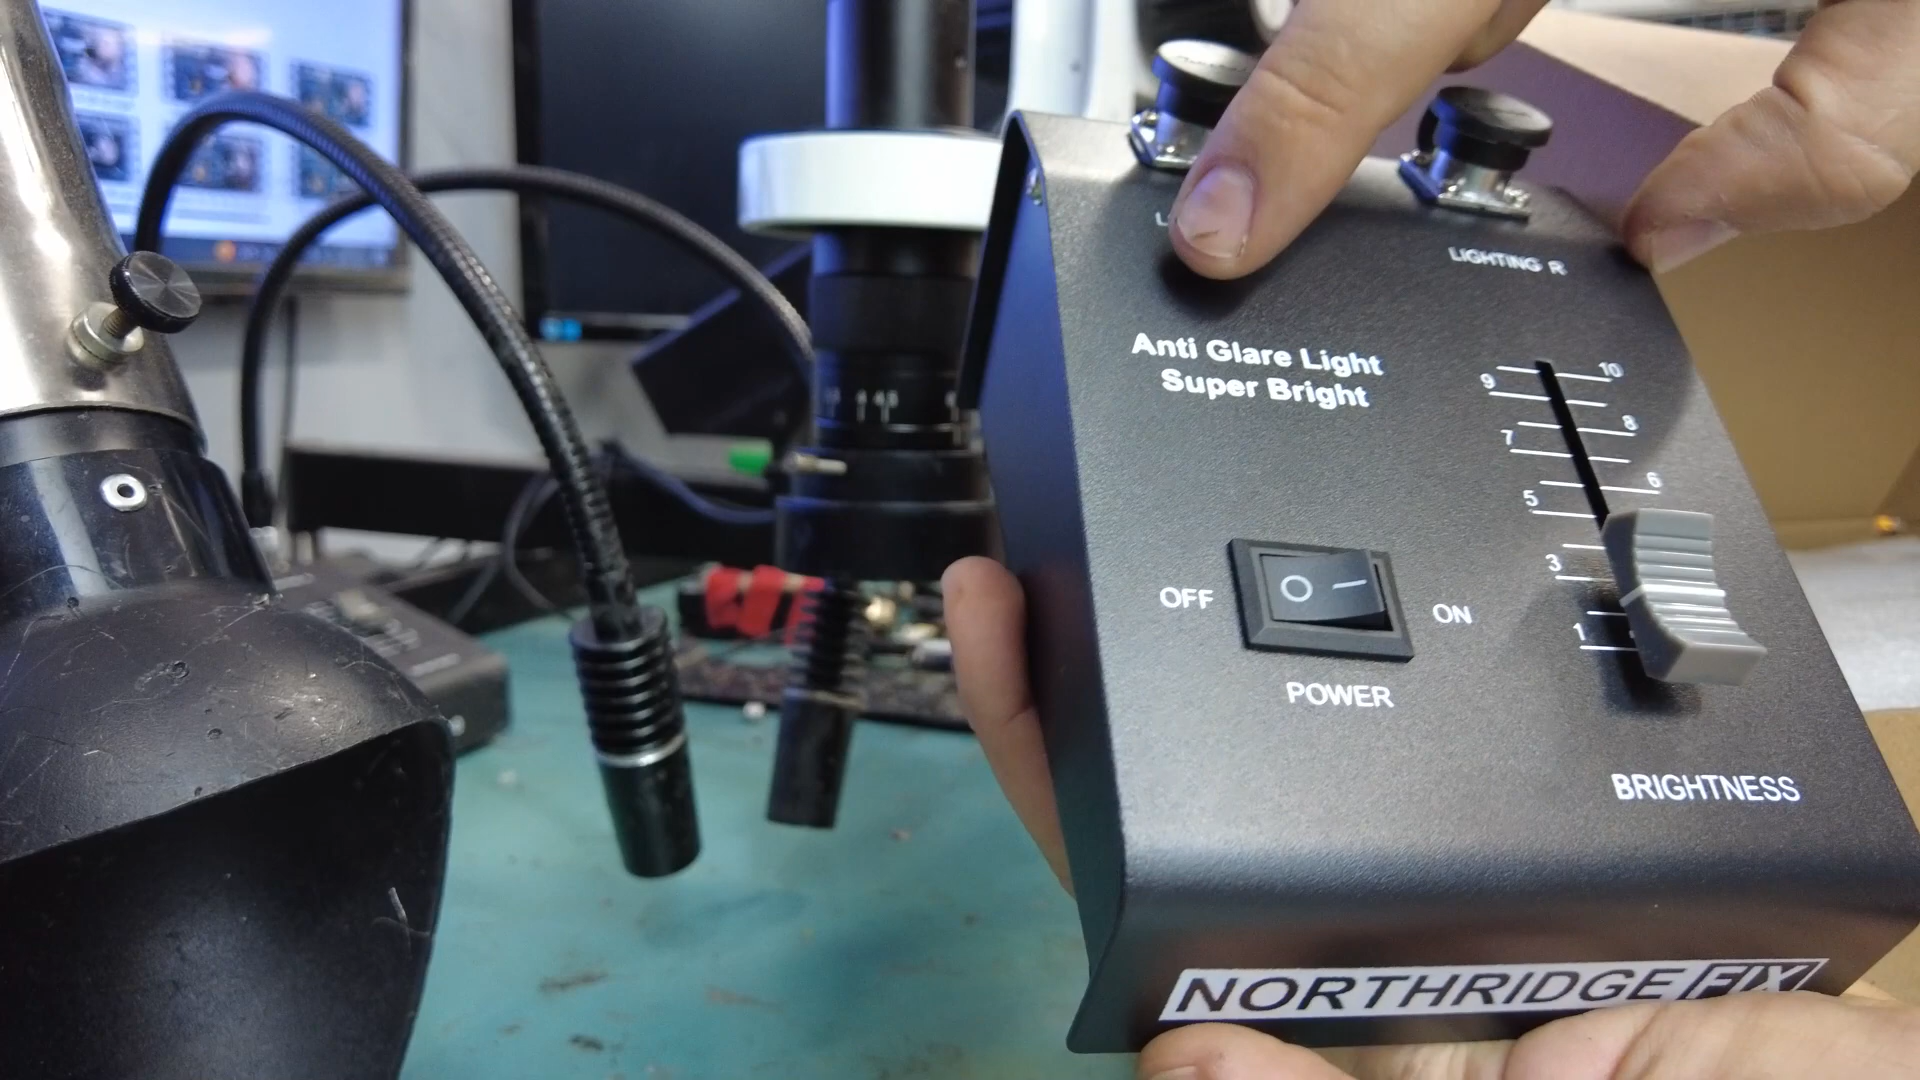 LIGHTING R
Anti Glare Light
Super Bright
10
9
8
7
6
5
3
1
OFF
ON
POWER
BRIGHTNESS
NORTHRIDGE FIX